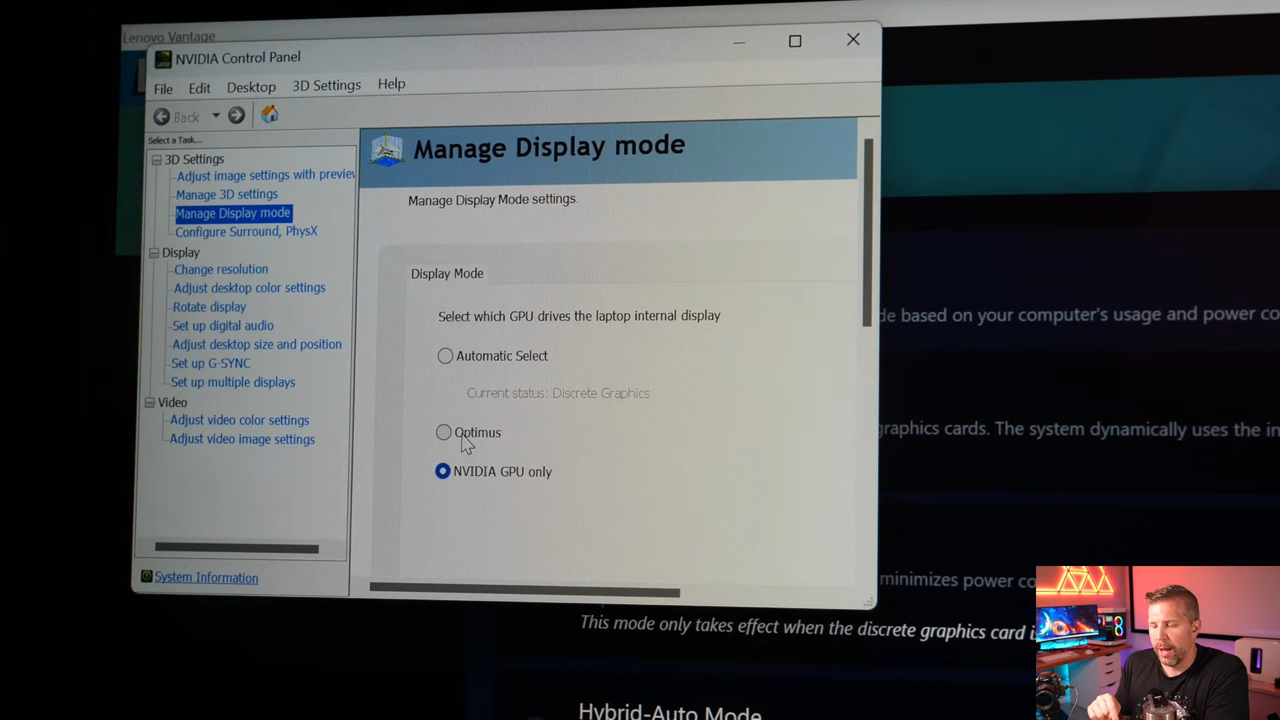 Lenovo Vantage
NVIDIA Control Panel
File Edit Desktop 3D Settings Help
Back
Select a Task...
3D Settings
Adjust image settings with preview
Manage 3D settings
Manage Display mode
Configure Surround, PhysX
Display
Change resolution
Adjust desktop color settings
Rotate display
Set up digital audio
Adjust desktop size and position
Set up G-SYNC
Set up multiple displays
Video
Adjust video color settings
Adjust video image settings
System Information
Manage Display mode
Manage Display Mode settings.
Display Mode
Select which GPU drives the laptop internal display
Automatic Select
Current status: Discrete Graphics
Optimus
NVIDIA GPU only
de based on your computer's usage and power co
graphics cards. The system dynamically uses the in
minimizes power co
This mode only takes effect when the discrete graphics card i
Hybrid-Auto Mode